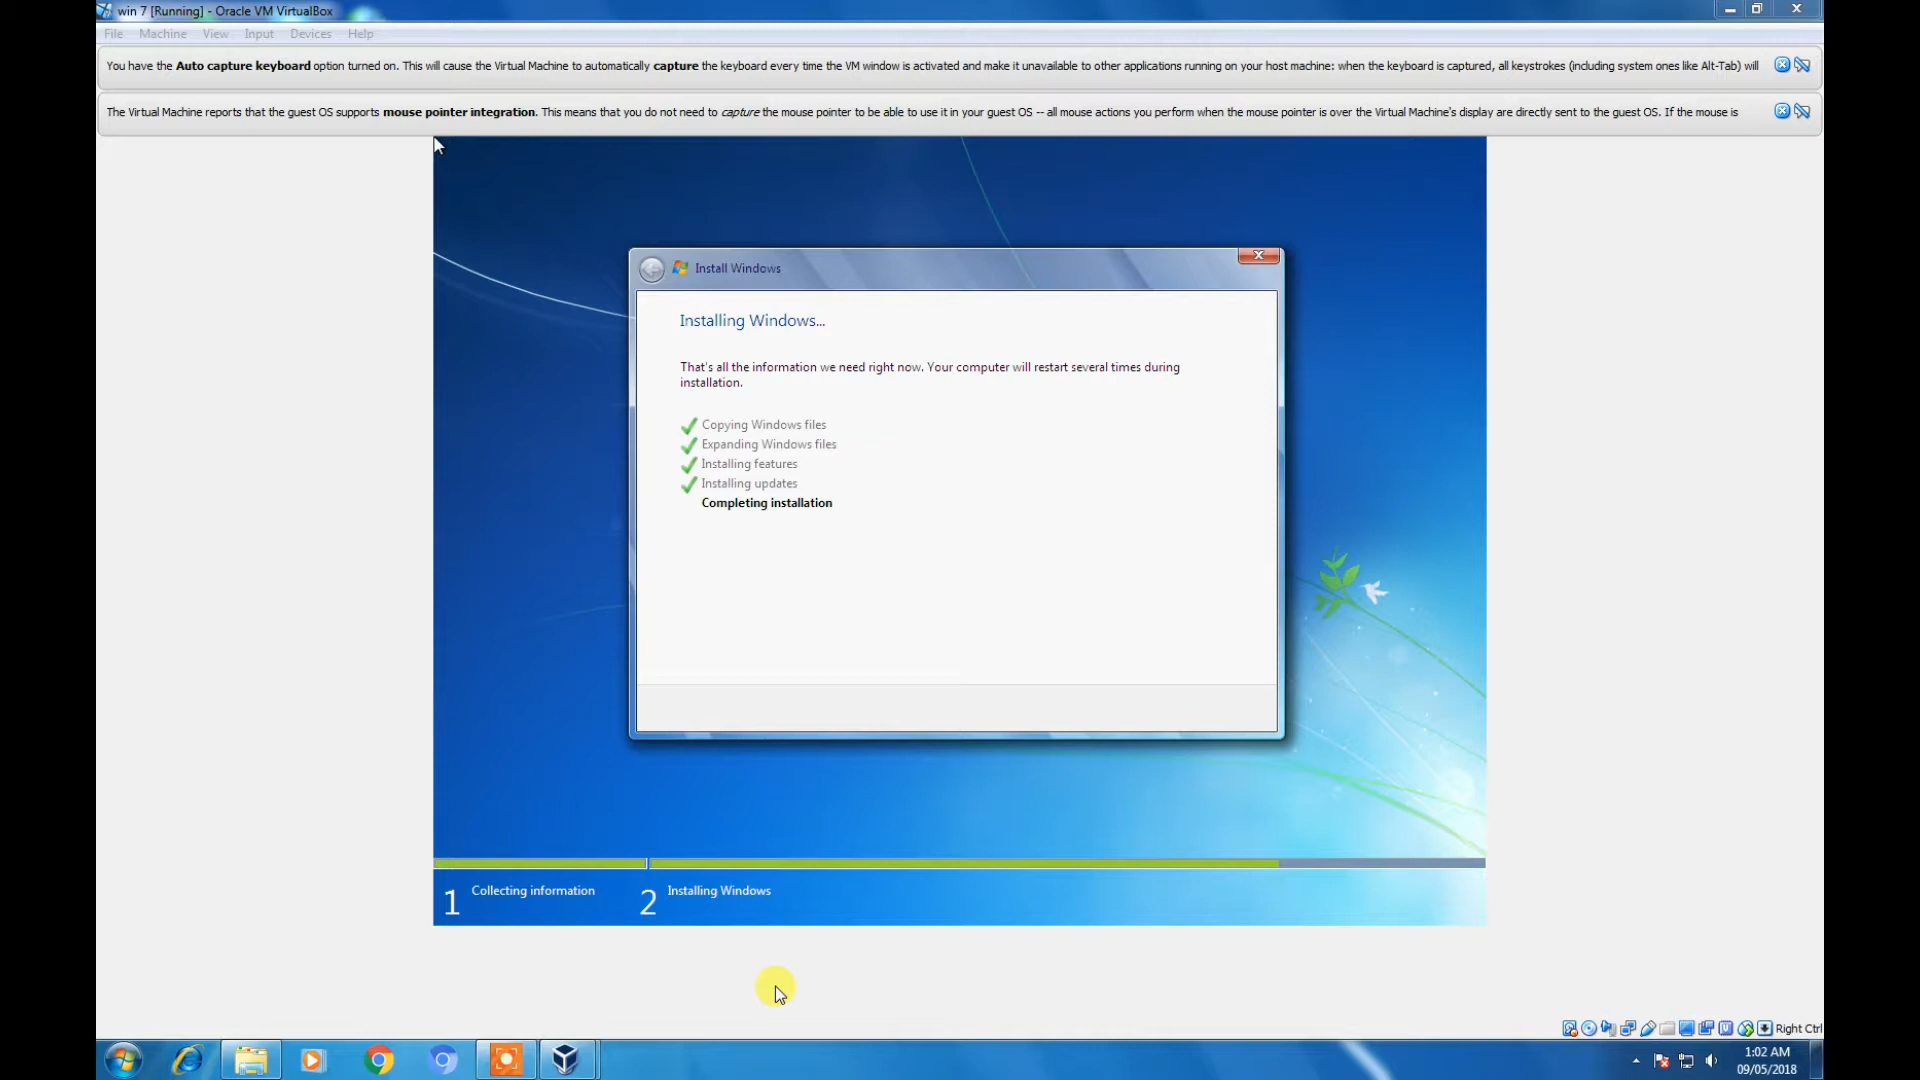 win 7 [Running] - Oracle VM VirtualBox
File Machine View Input Devices Help
You have the Auto capture keyboard option turned on. This will cause the Virtual Machine to automatically capture the keyboard every time the VM window is activated and make it unavailable to other applications running on your host machine: when the keyboard is captured, all keystrokes (including system ones like Alt-Tab) will
The Virtual Machine reports that the guest OS supports mouse pointer integration. This means that you do not need to capture the mouse pointer to be able to use it in your guest OS -- all mouse actions you perform when the mouse pointer is over the Virtual Machine's display are directly sent to the guest OS. If the mouse is
Install Windows
Installing Windows...
That's all the information we need right now. Your computer will restart several times during
installation.
Copying Windows files
Expanding Windows files
Installing features
Installing updates
Completing installation
1 Collecting information
2 Installing Windows
Right Ctrl
1:02 AM
09/05/2018